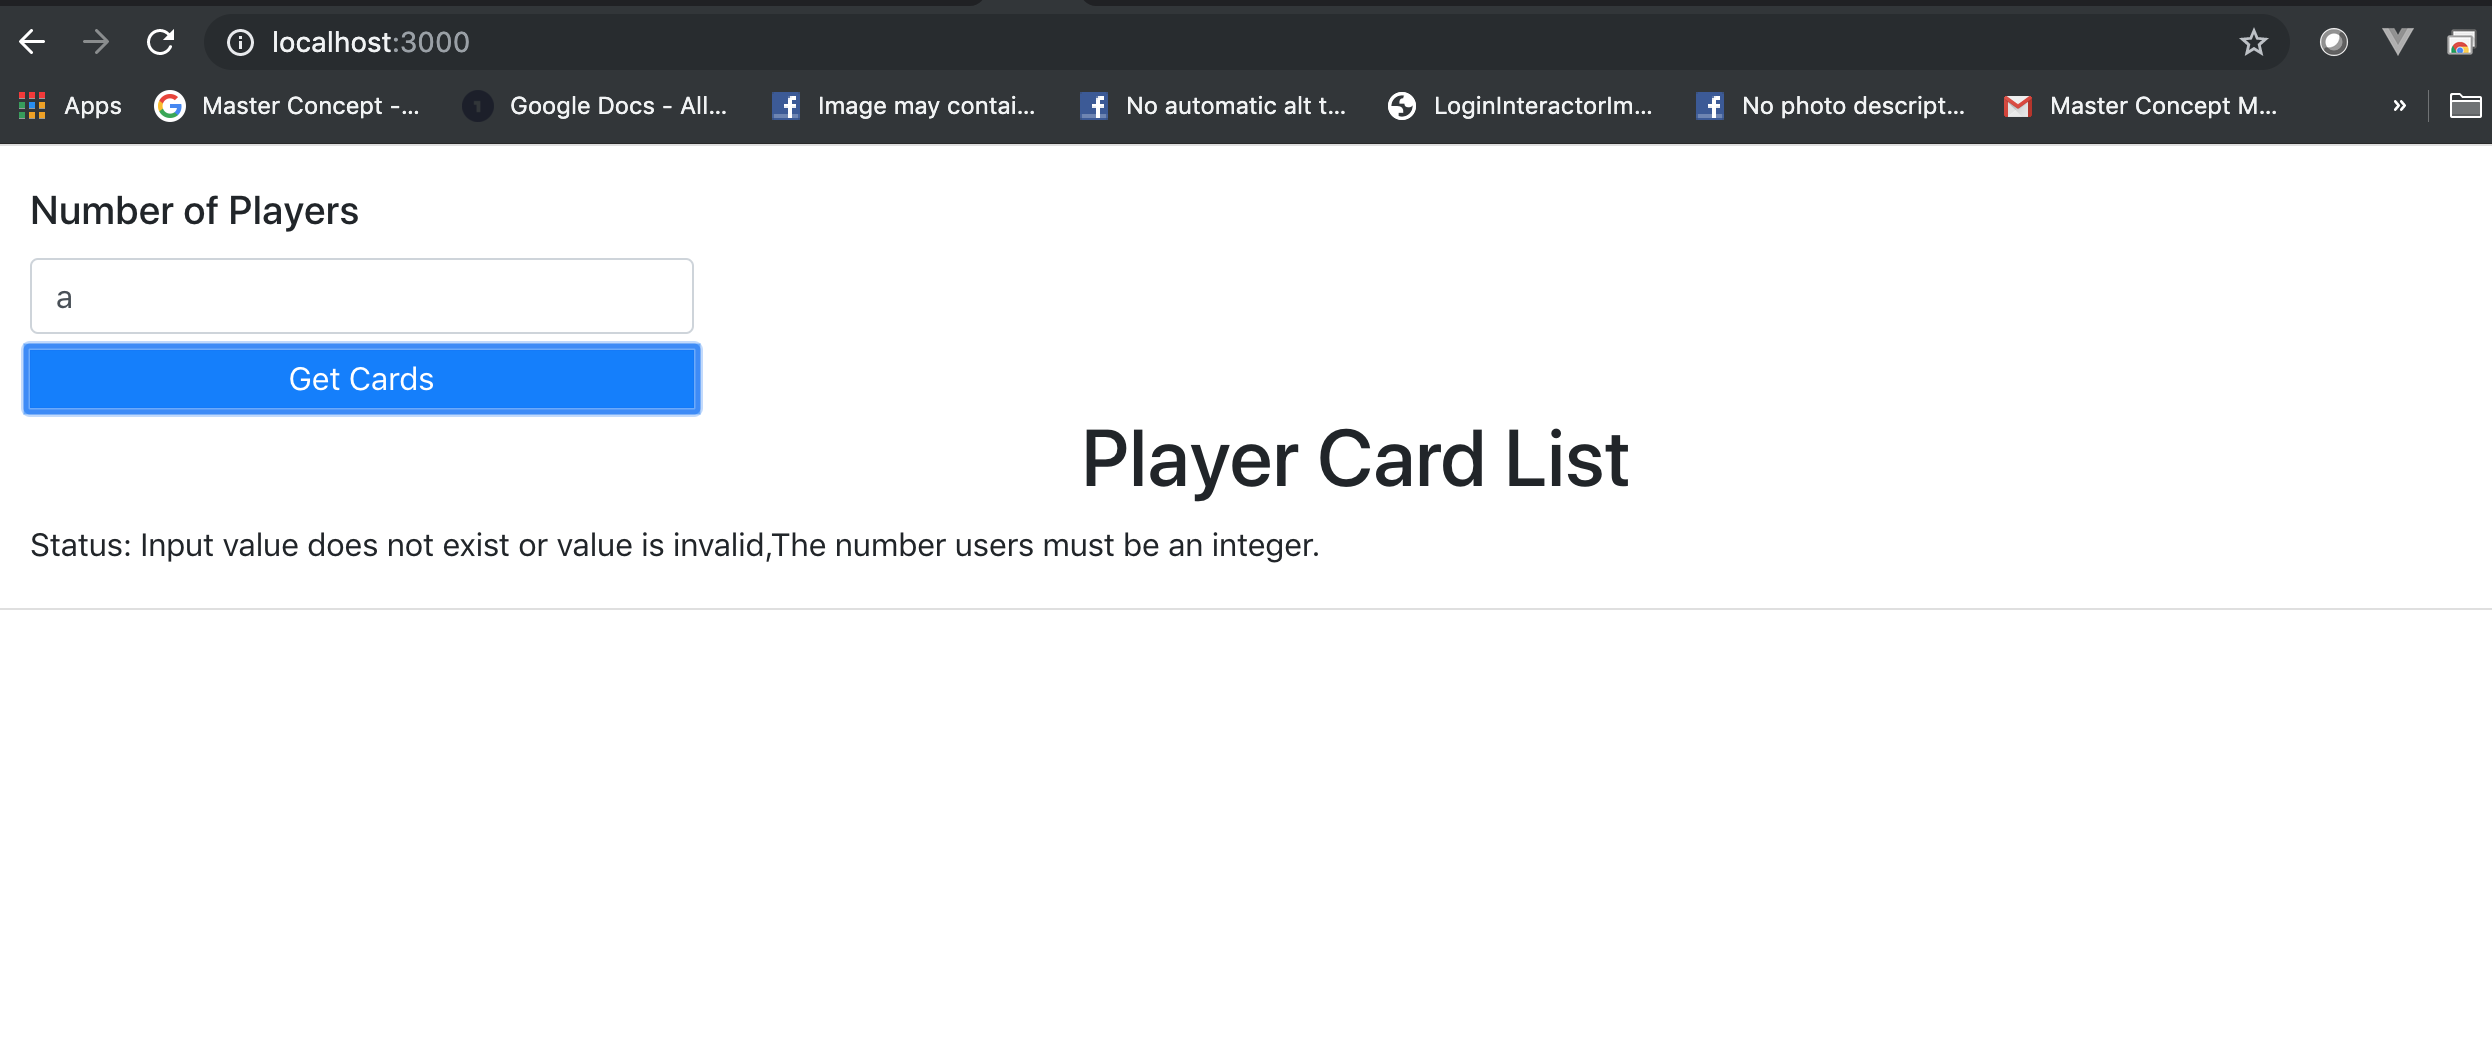 localhost:3000
Apps Master Concept -... Google Docs - All... Image may contai... No automatic alt t... LoginInteractorIm... No photo descript... Master Concept M... »
Number of Players
a
Get Cards
Player Card List
Status: Input value does not exist or value is invalid,The number users must be an integer.